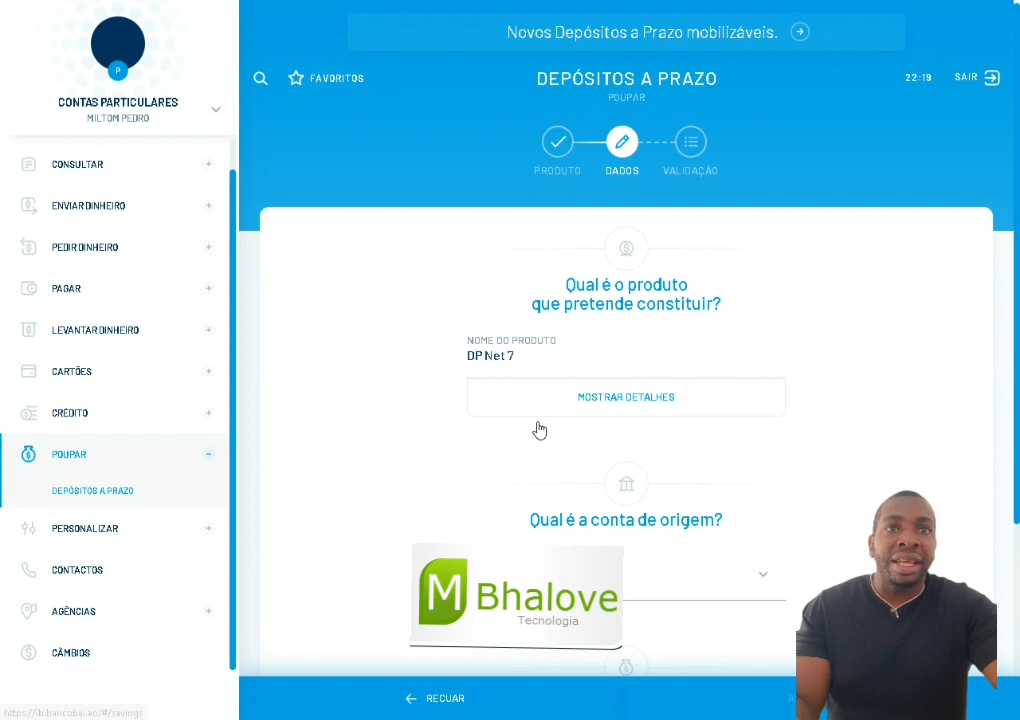 P
CONTAS PARTICULARES
MILTOM PEDRO
CONSULTAR
ENVIAR DINHEIRO
PEDIR DINHEIRO
PAGAR
LEVANTAR DINHEIRO
CARTÕES
CRÉDITO
POUPAR
DEPÓSITOS A PRAZO
PERSONALIZAR
CONTACTOS
AGÊNCIAS
CÂMBIOS
https://ib.bancobai.ao/#/savings
Novos Depósitos a Prazo mobilizáveis.
FAVORITOS
DEPÓSITOS A PRAZO
POUPAR
22:19
SAIR
PRODUTO
DADOS
VALIDAÇÃO
Qual é o produto
que pretende constituir?
NOME DO PRODUTO
DP Net 7
MOSTRAR DETALHES
Qual é a conta de origem?
M Bhalove
Tecnologia
RECUAR